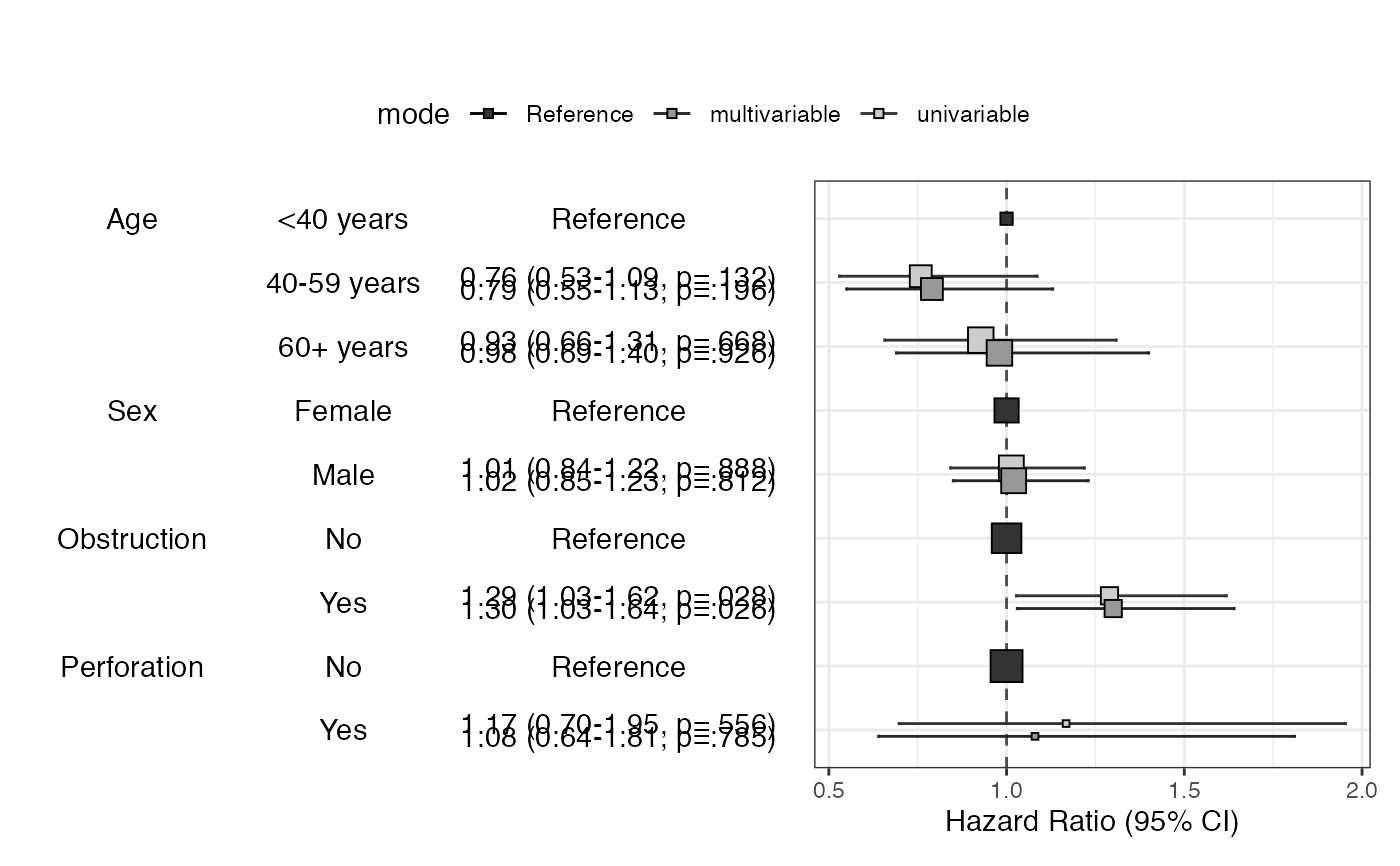 mode Reference multivariable univariable
Age <40 years Reference
0.76 (0.53-1.09, p=.132)
40-59 years
0.79 (0.55-1.13, p=.196)
0.93 (0.66-1.31, p=.668)
60+ years
0.98 (0.69-1.40, p=.926)
Sex Female Reference
1.01 (0.84-1.22, p=.888)
Male
1.02 (0.85-1.23, p=.812)
Obstruction No Reference
1.29 (1.03-1.62, p=.028)
Yes
1.30 (1.03-1.64, p=.026)
Perforation No Reference
1.17 (0.70-1.95, p=.556)
Yes
1.08 (0.64-1.81, p=.785)
0.5 1.0 1.5 2.0
Hazard Ratio (95% CI)